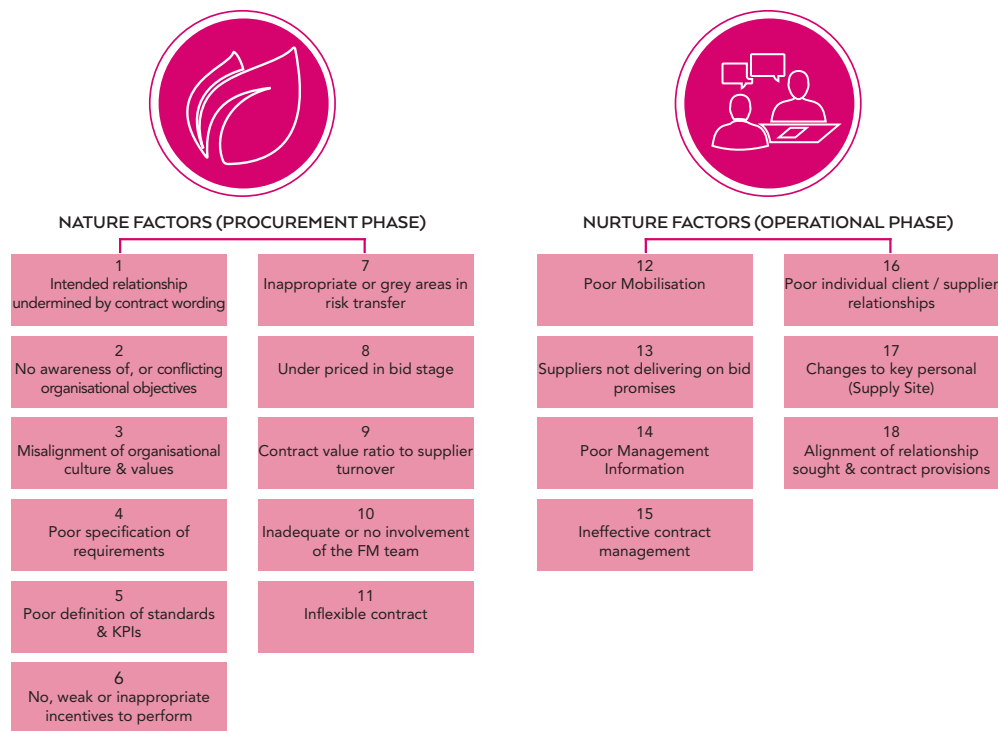 NATURE FACTORS (PROCUREMENT PHASE)
1
Intended relationship
undermined by contract wording
2
No awareness of, or conflicting
organisational objectives
3
Misalignment of organisational
culture & values
4
Poor specification of
requirements
5
Poor definition of standards
& KPIs
6
No, weak or inappropriate
incentives to perform
7
Inappropriate or grey areas in
risk transfer
8
Under priced in bid stage
9
Contract value ratio to supplier
turnover
10
Inadequate or no involvement
of the FM team
11
Inflexible contract
NURTURE FACTORS (OPERATIONAL PHASE)
12
Poor Mobilisation
13
Suppliers not delivering on bid
promises
14
Poor Management
Information
15
Ineffective contract
management
16
Poor individual client / supplier
relationships
17
Changes to key personal
(Supply Site)
18
Alignment of relationship
sought & contract provisions